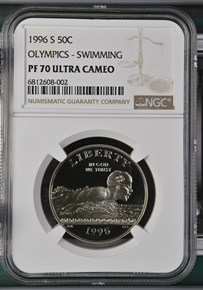 1996 S 50C
OLYMPICS - SWIMMING
PF 70 ULTRA CAMEO
6812608-002
NUMISMATIC GUARANTY COMPANY
NGC
LIBERTY
IN GOD
WE TRUST
1996